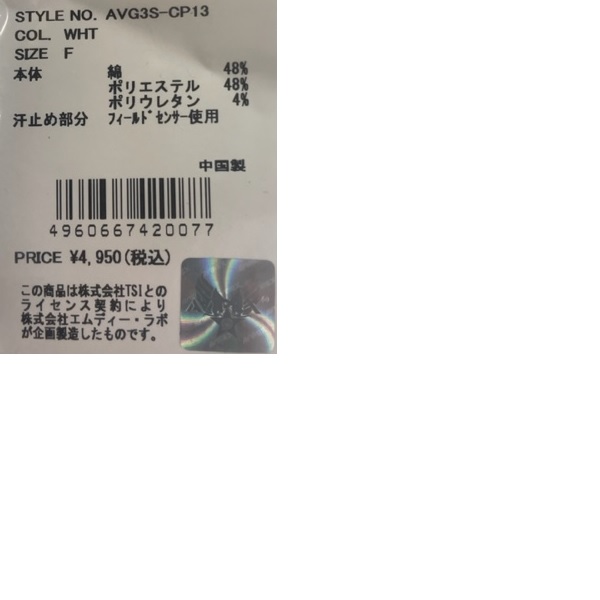 STYLE NO. AVG3S-CP13
COL. WHT
SIZE F
本体 綿 48%
ポリエステル 48%
ポリウレタン 4%
汗止め部分 フィールドセンサー使用
中国製
4960667420077
PRICE ¥4,950(税込)
この商品は株式会社TSIとの
ライセンス契約により
株式会社エムディー・ラボ
が企画製造したものです。